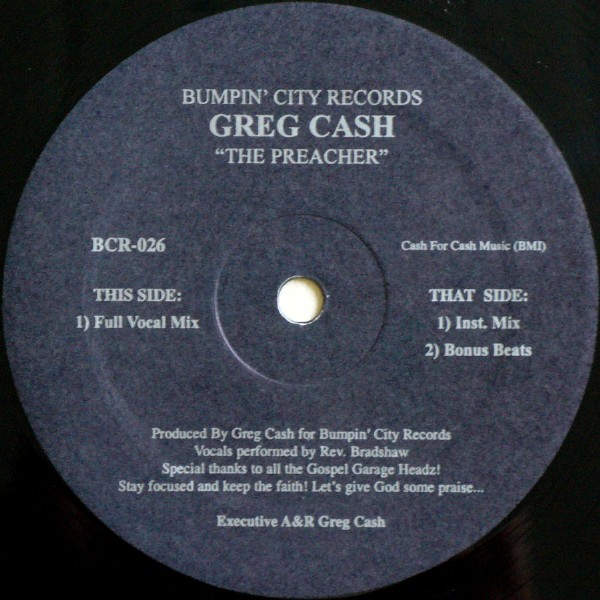 BUMPIN' CITY RECORDS
GREG CASH
"THE PREACHER"
BCR-026
Cash For Cash Music (BMI)
THIS SIDE:
1) Full Vocal Mix
THAT SIDE:
1) Inst. Mix
2) Bonus Beats
Produced By Greg Cash for Bumpin' City Records
Vocals performed by Rev. Bradshaw
Special thanks to all the Gospel Garage Headz!
Stay focused and keep the faith! Let's give God some praise...
Executive A&R Greg Cash